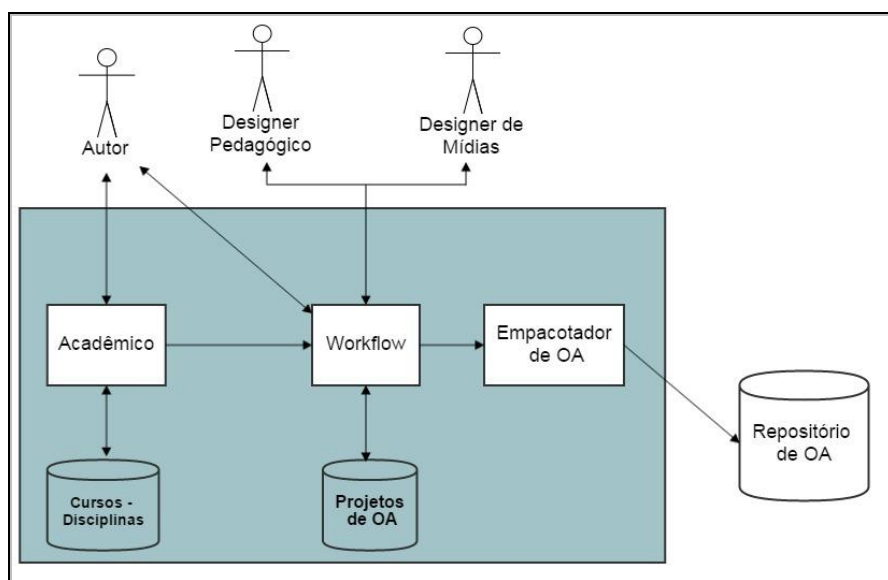 Autor
Designer
Pedagógico
Designer de
Mídias
Acadêmico
Workflow
Empacotador
de OA
Repositório
de OA
Cursos -
Disciplinas
Projetos
de OA